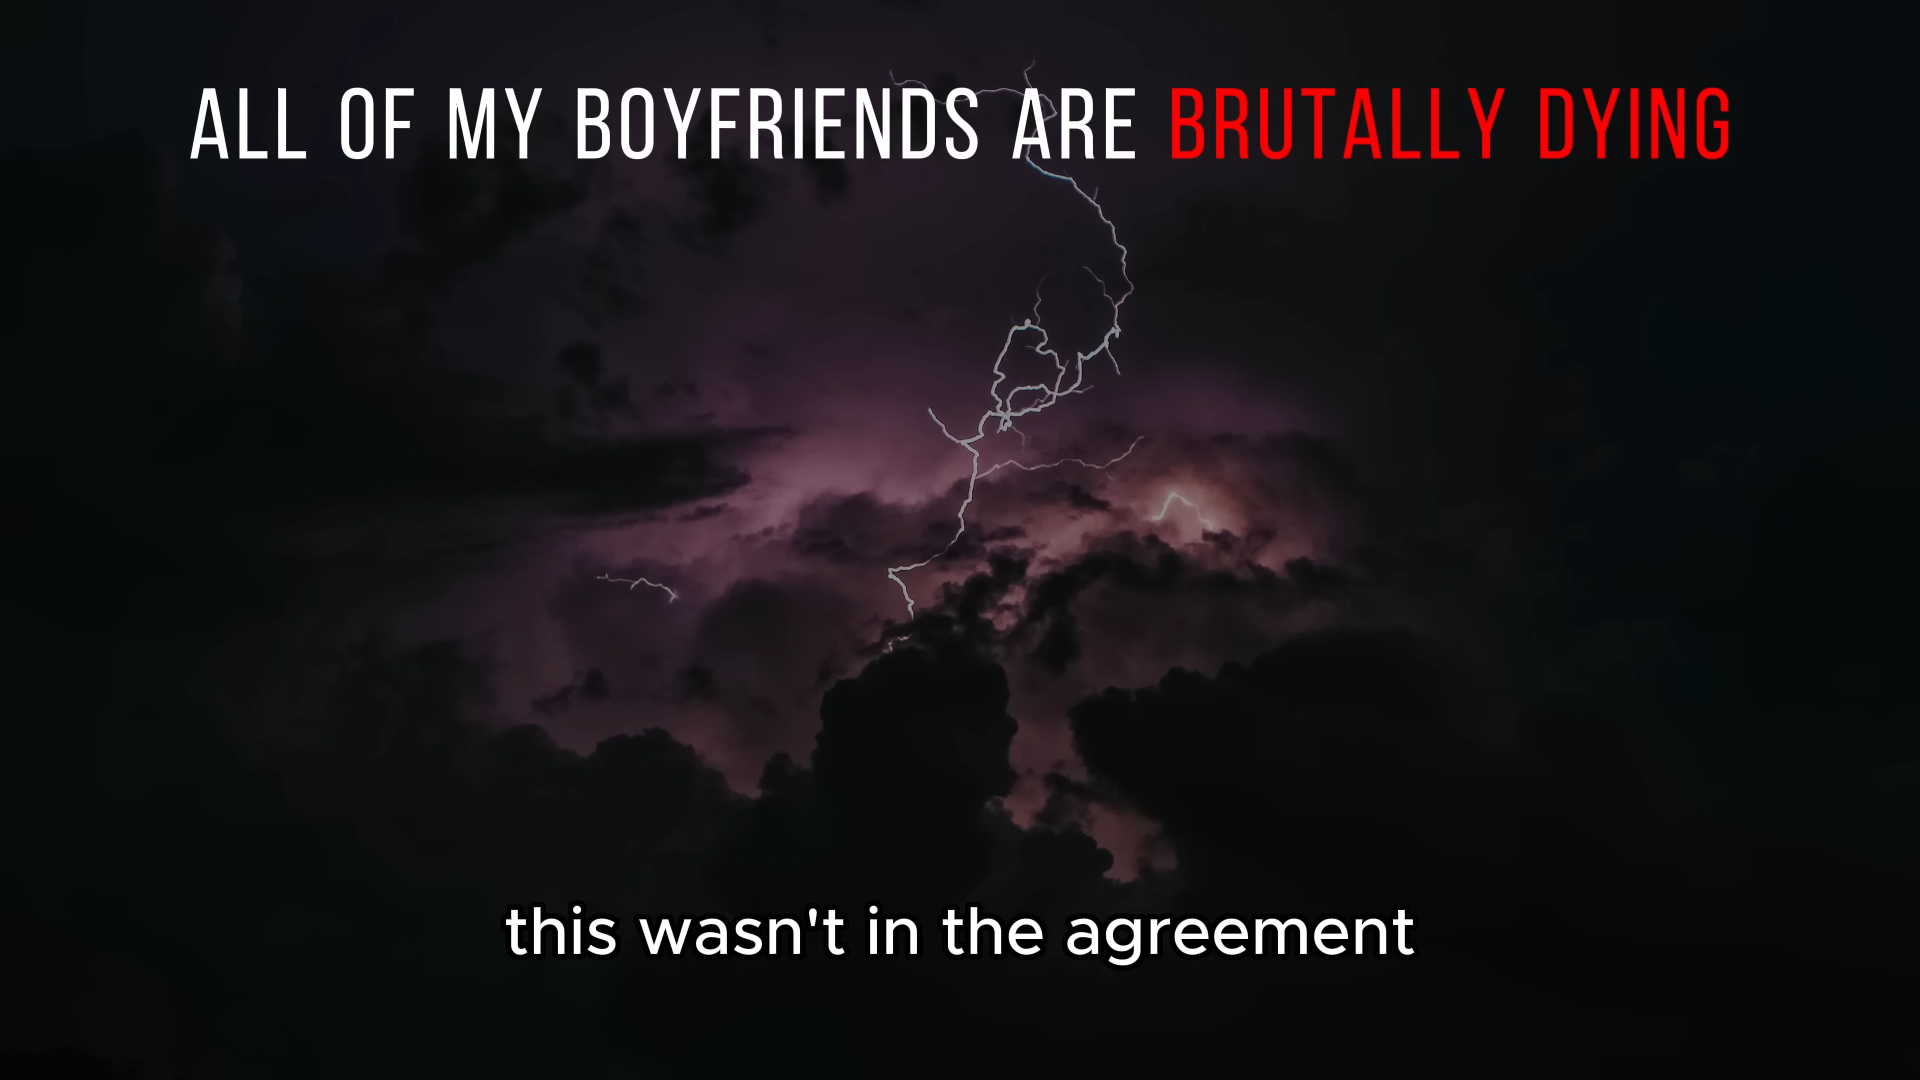 ALL OF MY BOYFRIENDS ARE BRUTALLY DYING
this wasn't in the agreement